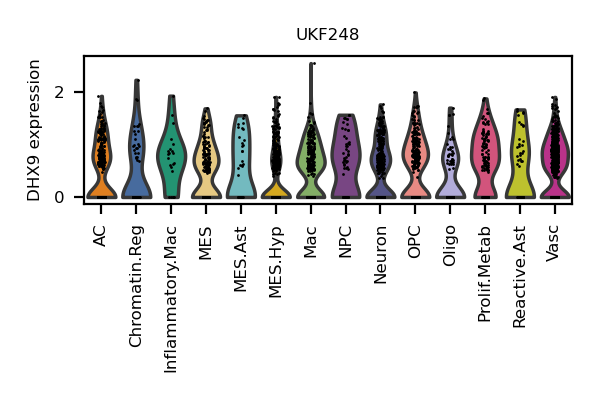 UKF248
DHX9 expression
2
0
AC
Chromatin.Reg
Inflammatory.Mac
MES
MES.Ast
MES.Hyp
Mac
NPC
Neuron
OPC
Oligo
Prolif.Metab
Reactive.Ast
Vasc